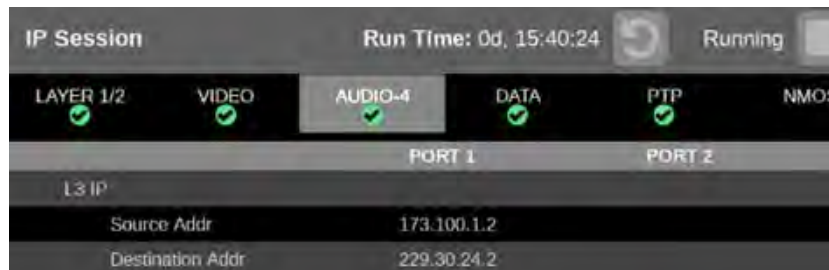 IP Session Run Time: 0d, 15:40:24 Running
LAYER 1/2 VIDEO AUDIO-4 DATA PTP NMOS
PORT 1 PORT 2
L3 IP
Source Addr 173.100.1.2
Destination Addr 229.30.24.2